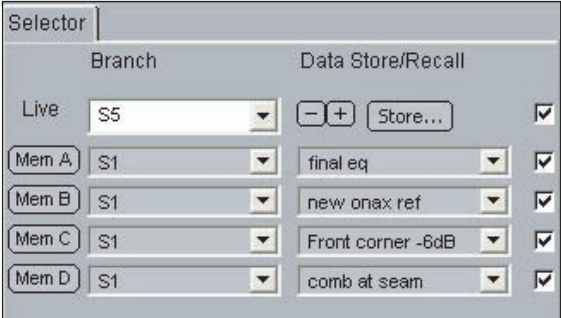 Selector
Branch Data Store/Recall
Live S5 - + Store...
Mem A S1 final eq
Mem B S1 new onax ref
Mem C S1 Front corner -6dB
Mem D S1 comb at seam